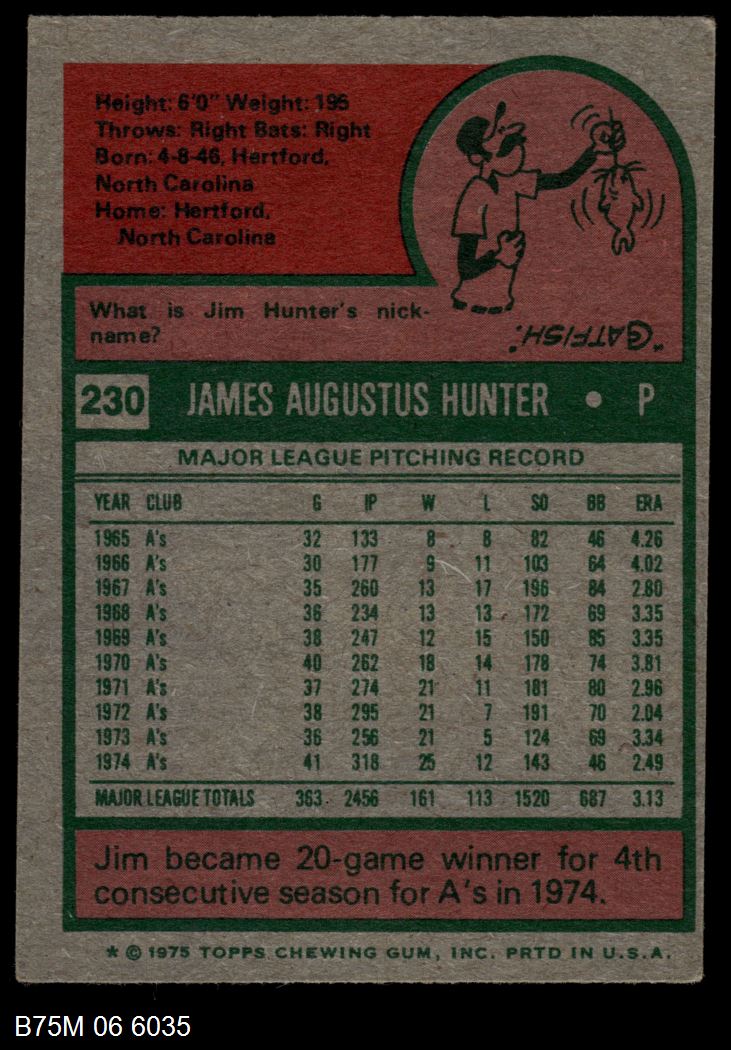 Height: 6'0" Weight: 195
Throws: Right Bats: Right
Born: 4-8-46, Hertford,
North Carolina
Home: Hertford,
North Carolina
What is Jim Hunter's nick-
name?
"CATFISH".
230 JAMES AUGUSTUS HUNTER • P
MAJOR LEAGUE PITCHING RECORD
YEAR CLUB G IP W L SO BB ERA
1965 A's 32 133 8 8 82 46 4.26
1966 A's 30 177 9 11 103 64 4.02
1967 A's 35 260 13 17 196 84 2.80
1968 A's 36 234 13 13 172 69 3.35
1969 A's 38 247 12 15 150 85 3.35
1970 A's 40 262 18 14 178 74 3.81
1971 A's 37 274 21 11 181 80 2.96
1972 A's 38 295 21 7 191 70 2.04
1973 A's 36 256 21 5 124 69 3.34
1974 A's 41 318 25 12 143 46 2.49
MAJOR LEAGUE TOTALS 363 2456 161 113 1520 687 3.13
Jim became 20-game winner for 4th
consecutive season for A's in 1974.
* © 1975 TOPPS CHEWING GUM, INC. PRTD IN U.S.A.
B75M 06 6035